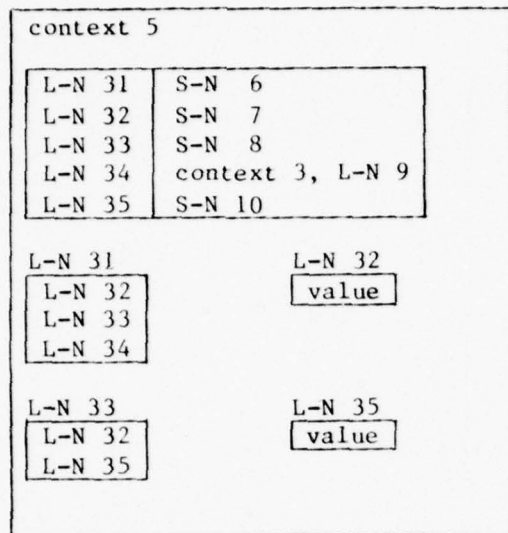 context 5
L-N 31 S-N 6
L-N 32 S-N 7
L-N 33 S-N 8
L-N 34 context 3, L-N 9
L-N 35 S-N 10
L-N 31 L-N 32
L-N 32 value
L-N 33
L-N 34
L-N 33 L-N 35
L-N 32 value
L-N 35